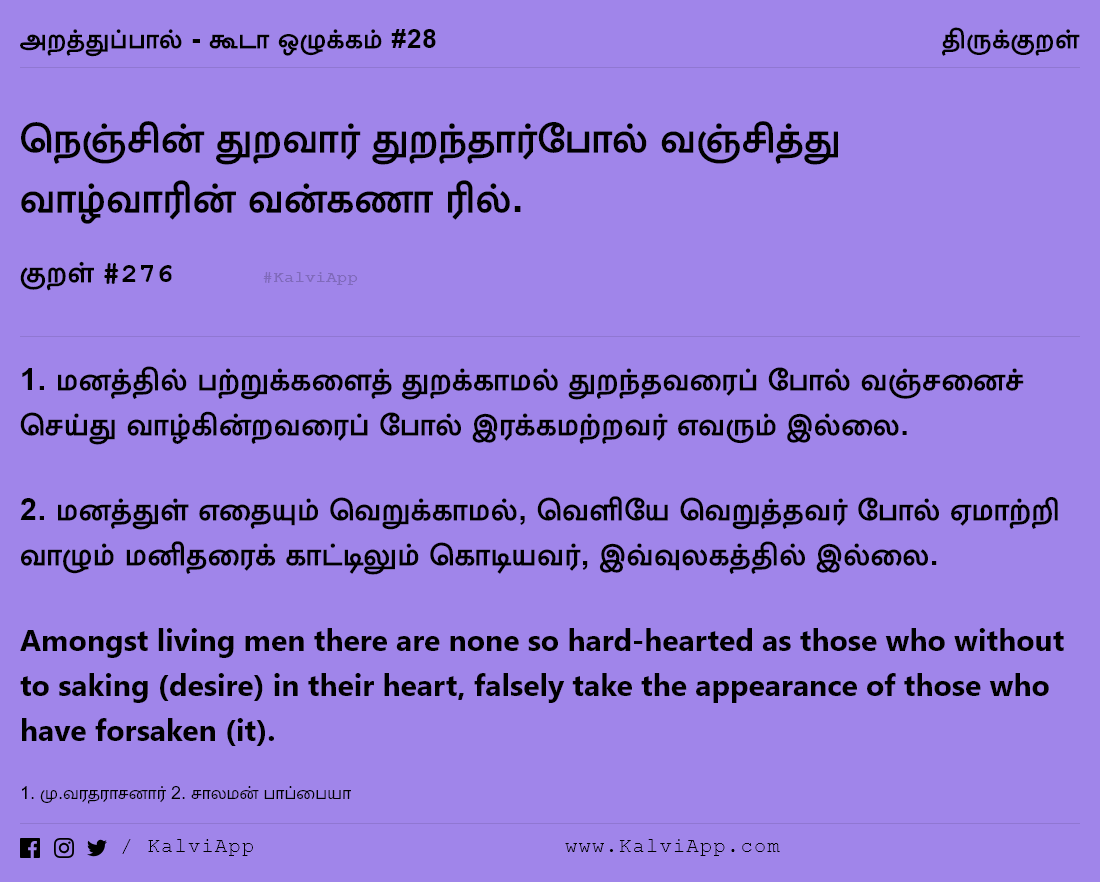 அறத்துப்பால் - கூடா ஒழுக்கம் #28 திருக்குறள்
நெஞ்சின் துறவார் துறந்தார்போல் வஞ்சித்து
வாழ்வாரின் வன்கணா ரில்.
குறள் #276 #KalviApp
1. மனத்தில் பற்றுக்களைத் துறக்காமல் துறந்தவரைப் போல் வஞ்சனைச்
செய்து வாழ்கின்றவரைப் போல் இரக்கமற்றவர் எவரும் இல்லை.
2. மனத்துள் எதையும் வெறுக்காமல், வெளியே வெறுத்தவர் போல் ஏமாற்றி
வாழும் மனிதரைக் காட்டிலும் கொடியவர், இவ்வுலகத்தில் இல்லை.
Amongst living men there are none so hard-hearted as those who without
to saking (desire) in their heart, falsely take the appearance of those who
have forsaken (it).
1. மு.வரதராசனார் 2. சாலமன் பாப்பையா
/ KalviApp www.KalviApp.com